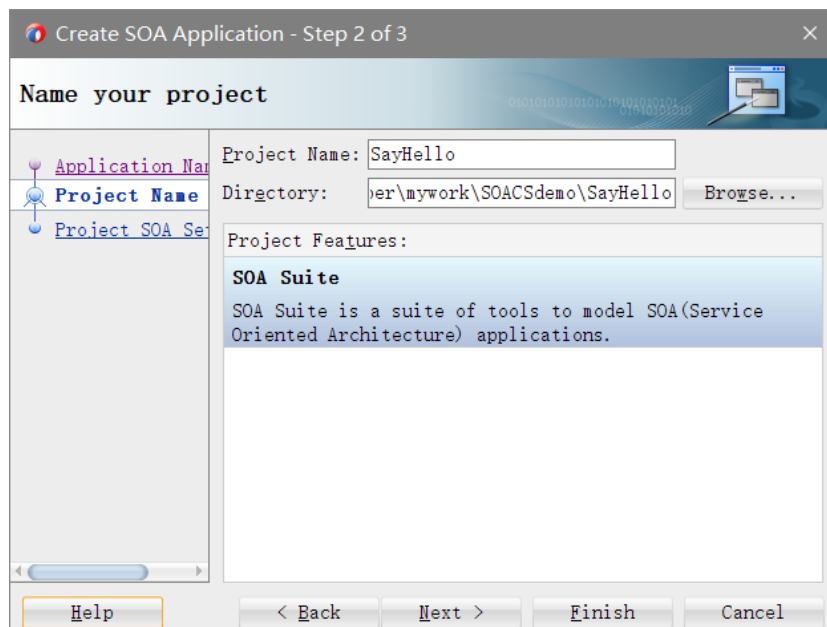 Create SOA Application - Step 2 of 3
Name your project
Application Nam
Project Name
Project SOA Set
Project Name: SayHello
Directory: per\mywork\SOACSdemo\SayHello Browse...
Project Features:
SOA Suite
SOA Suite is a suite of tools to model SOA(Service
Oriented Architecture) applications.
Help < Back Next > Finish Cancel